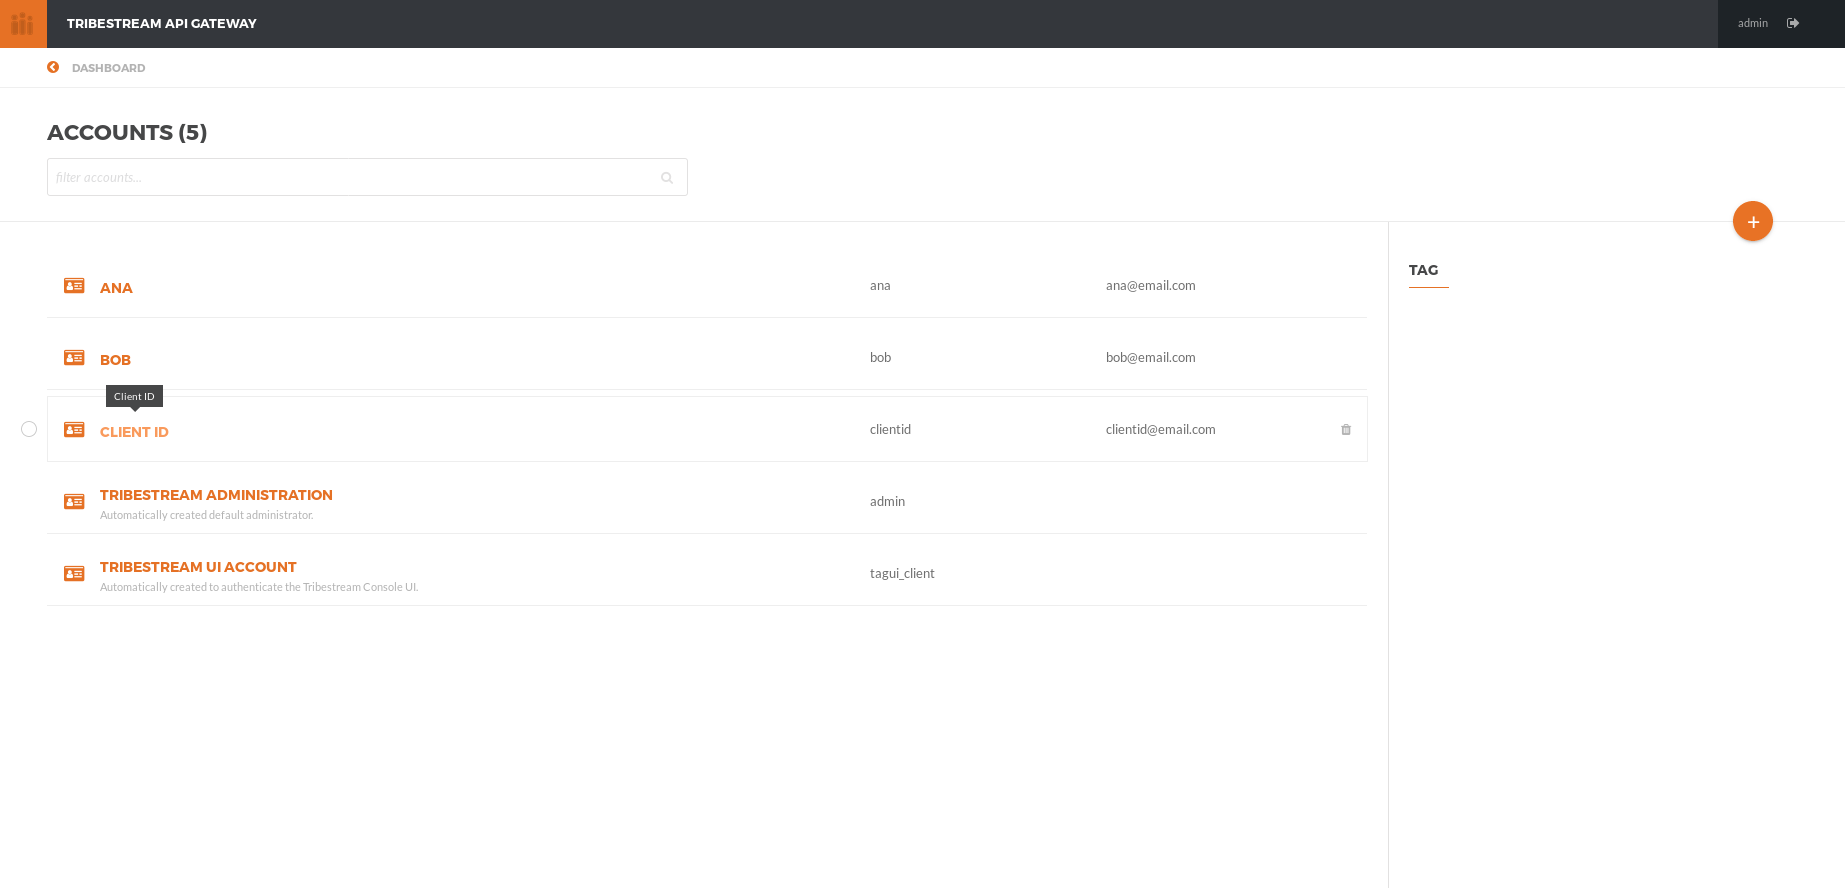 TRIBESTREAM API GATEWAY
admin
DASHBOARD
ACCOUNTS (5)
filter accounts...
+
TAG
ANA ana ana@email.com
BOB bob bob@email.com
Client ID
CLIENT ID clientid clientid@email.com
TRIBESTREAM ADMINISTRATION admin
Automatically created default administrator.
TRIBESTREAM UI ACCOUNT tagui_client
Automatically created to authenticate the Tribestream Console UI.